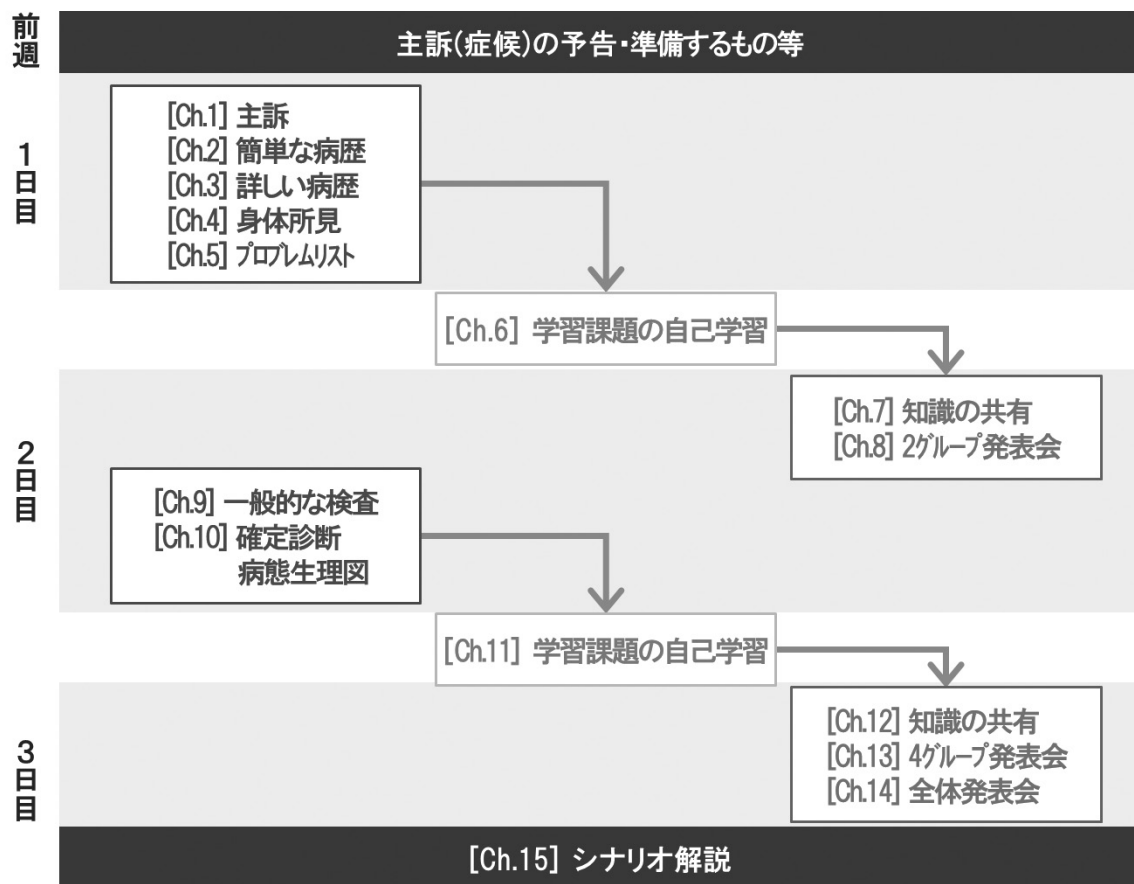 前週
主訴(症候)の予告・準備するもの等
1日目
[Ch.1] 主訴
[Ch.2] 簡単な病歴
[Ch.3] 詳しい病歴
[Ch.4] 身体所見
[Ch.5] プロブレムリスト
[Ch.6] 学習課題の自己学習
2日目
[Ch.7] 知識の共有
[Ch.8] 2グループ発表会
[Ch.9] 一般的な検査
[Ch.10] 確定診断
病態生理図
[Ch.11] 学習課題の自己学習
3日目
[Ch.12] 知識の共有
[Ch.13] 4グループ発表会
[Ch.14] 全体発表会
[Ch.15] シナリオ解説